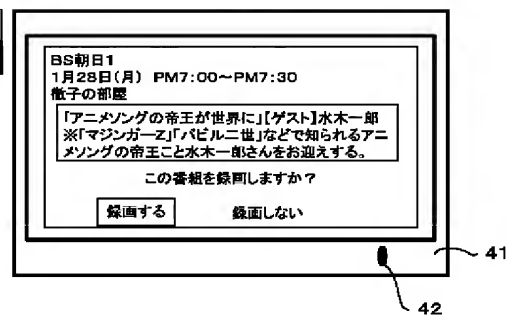 BS朝日1
1月28日(月) PM7:00~PM7:30
徹子の部屋
「アニメソングの帝王が世界に」【ゲスト】水木一郎
※「マジンガーZ」「バビル二世」などで知られるアニ
メソングの帝王こと水木一郎さんをお迎えする。
この番組を録画しますか?
録画する 録画しない
41
42